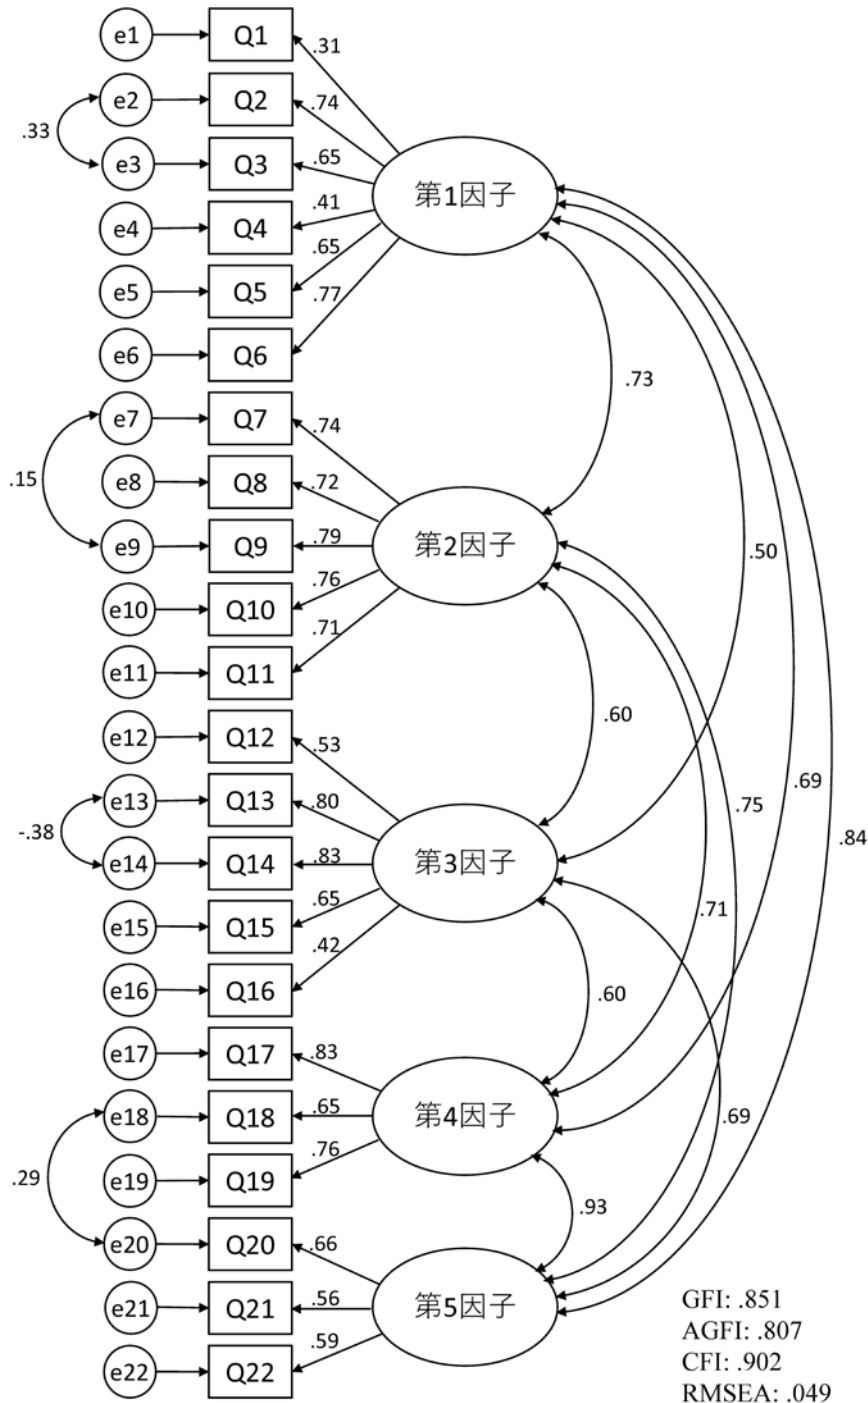 e1 Q1 .31
e2 Q2 .74
.33
e3 Q3 .65 第1因子
e4 Q4 .41
e5 Q5 .65
e6 Q6 .77
.73
e7 Q7 .74
.15 e8 Q8 .72
e9 Q9 .79 第2因子 .50
e10 Q10 .76
e11 Q11 .71
.60
e12 Q12 .53
.69
e13 Q13 .80 .75
-.38 .84
e14 Q14 .83 第3因子
e15 Q15 .65 .71
e16 Q16 .42 .60
e17 Q17 .83
e18 Q18 .65 第4因子 .69
.29 e19 Q19 .76
.93
e20 Q20 .66
e21 Q21 .56 第5因子
e22 Q22 .59
GFI: .851
AGFI: .807
CFI: .902
RMSEA: .049